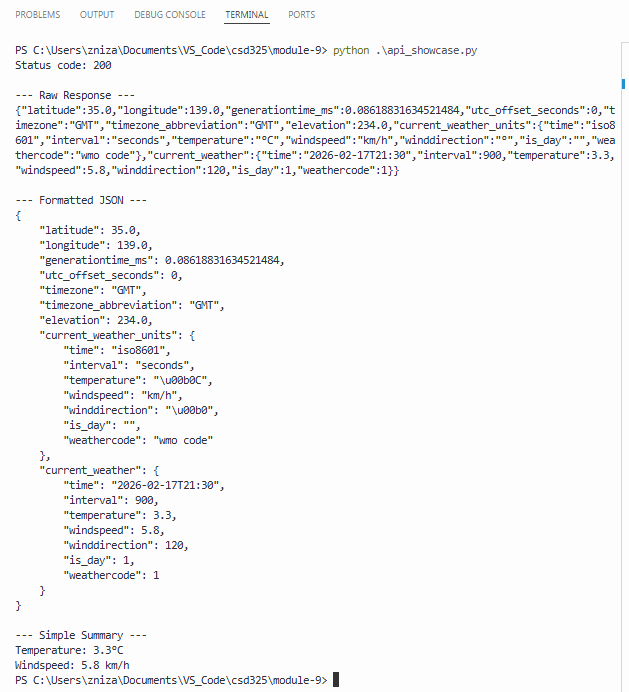 PROBLEMS OUTPUT DEBUG CONSOLE TERMINAL PORTS
PS C:\Users\zniza\Documents\VS_Code\csd325\module-9> python .\api_showcase.py
Status code: 200
--- Raw Response ---
{"latitude":35.0,"longitude":139.0,"generationtime_ms":0.08618831634521484,"utc_offset_seconds":0,"t
imezone":"GMT","timezone_abbreviation":"GMT","elevation":234.0,"current_weather_units":{"time":"iso8
601","interval":"seconds","temperature":"°C","windspeed":"km/h","winddirection":"°","is_day":"","wea
thercode":"wmo code"},"current_weather":{"time":"2026-02-17T21:30","interval":900,"temperature":3.3,
"windspeed":5.8,"winddirection":120,"is_day":1,"weathercode":1}}
--- Formatted JSON ---
{
    "latitude": 35.0,
    "longitude": 139.0,
    "generationtime_ms": 0.08618831634521484,
    "utc_offset_seconds": 0,
    "timezone": "GMT",
    "timezone_abbreviation": "GMT",
    "elevation": 234.0,
    "current_weather_units": {
        "time": "iso8601",
        "interval": "seconds",
        "temperature": "\u00b0C",
        "windspeed": "km/h",
        "winddirection": "\u00b0",
        "is_day": "",
        "weathercode": "wmo code"
    },
    "current_weather": {
        "time": "2026-02-17T21:30",
        "interval": 900,
        "temperature": 3.3,
        "windspeed": 5.8,
        "winddirection": 120,
        "is_day": 1,
        "weathercode": 1
    }
}
--- Simple Summary ---
Temperature: 3.3°C
Windspeed: 5.8 km/h
PS C:\Users\zniza\Documents\VS_Code\csd325\module-9>